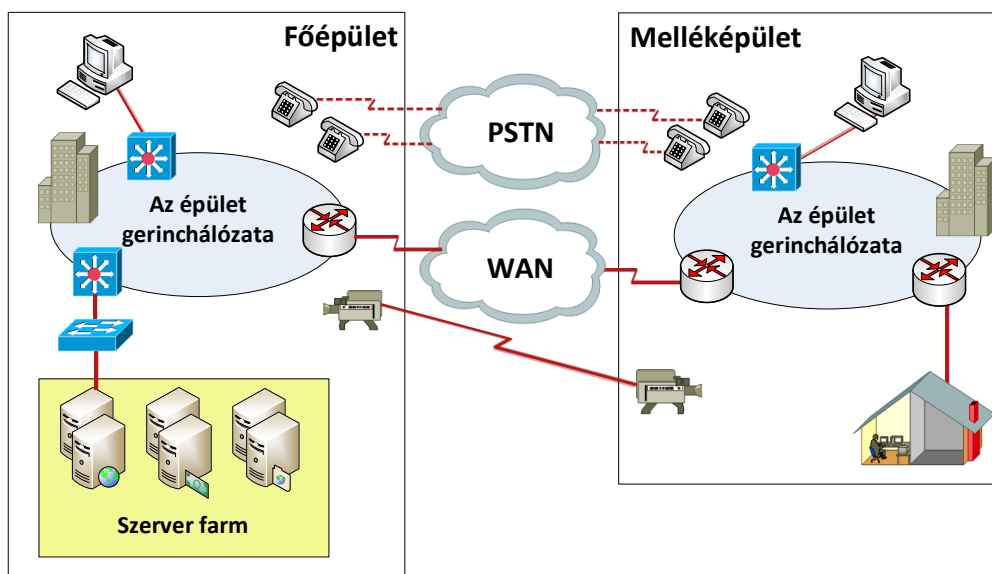 Főépület
Melléképület
PSTN
Az épület
gerinchálózata
Az épület
gerinchálózata
WAN
Szerver farm